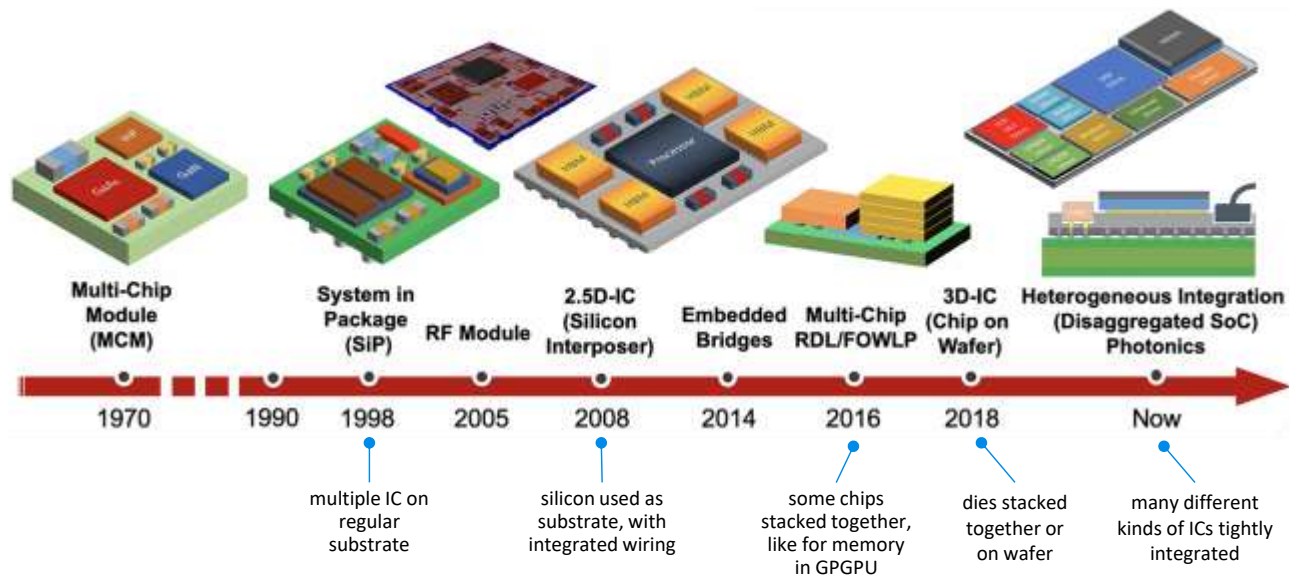 InP
GaAs
GaN
HBM
HBM
HBM
HBM
Processor
Multi-Chip
Module
(MCM)
System in
Package
(SiP)
RF Module
2.5D-IC
(Silicon
Interposer)
Embedded
Bridges
Multi-Chip
RDL/FOWLP
3D-IC
(Chip on
Wafer)
Heterogeneous Integration
(Disaggregated SoC)
Photonics
1970
1990
1998
2005
2008
2014
2016
2018
Now
multiple IC on
regular
substrate
silicon used as
substrate, with
integrated wiring
some chips
stacked together,
like for memory
in GPGPU
dies stacked
together or
on wafer
many different
kinds of ICs tightly
integrated